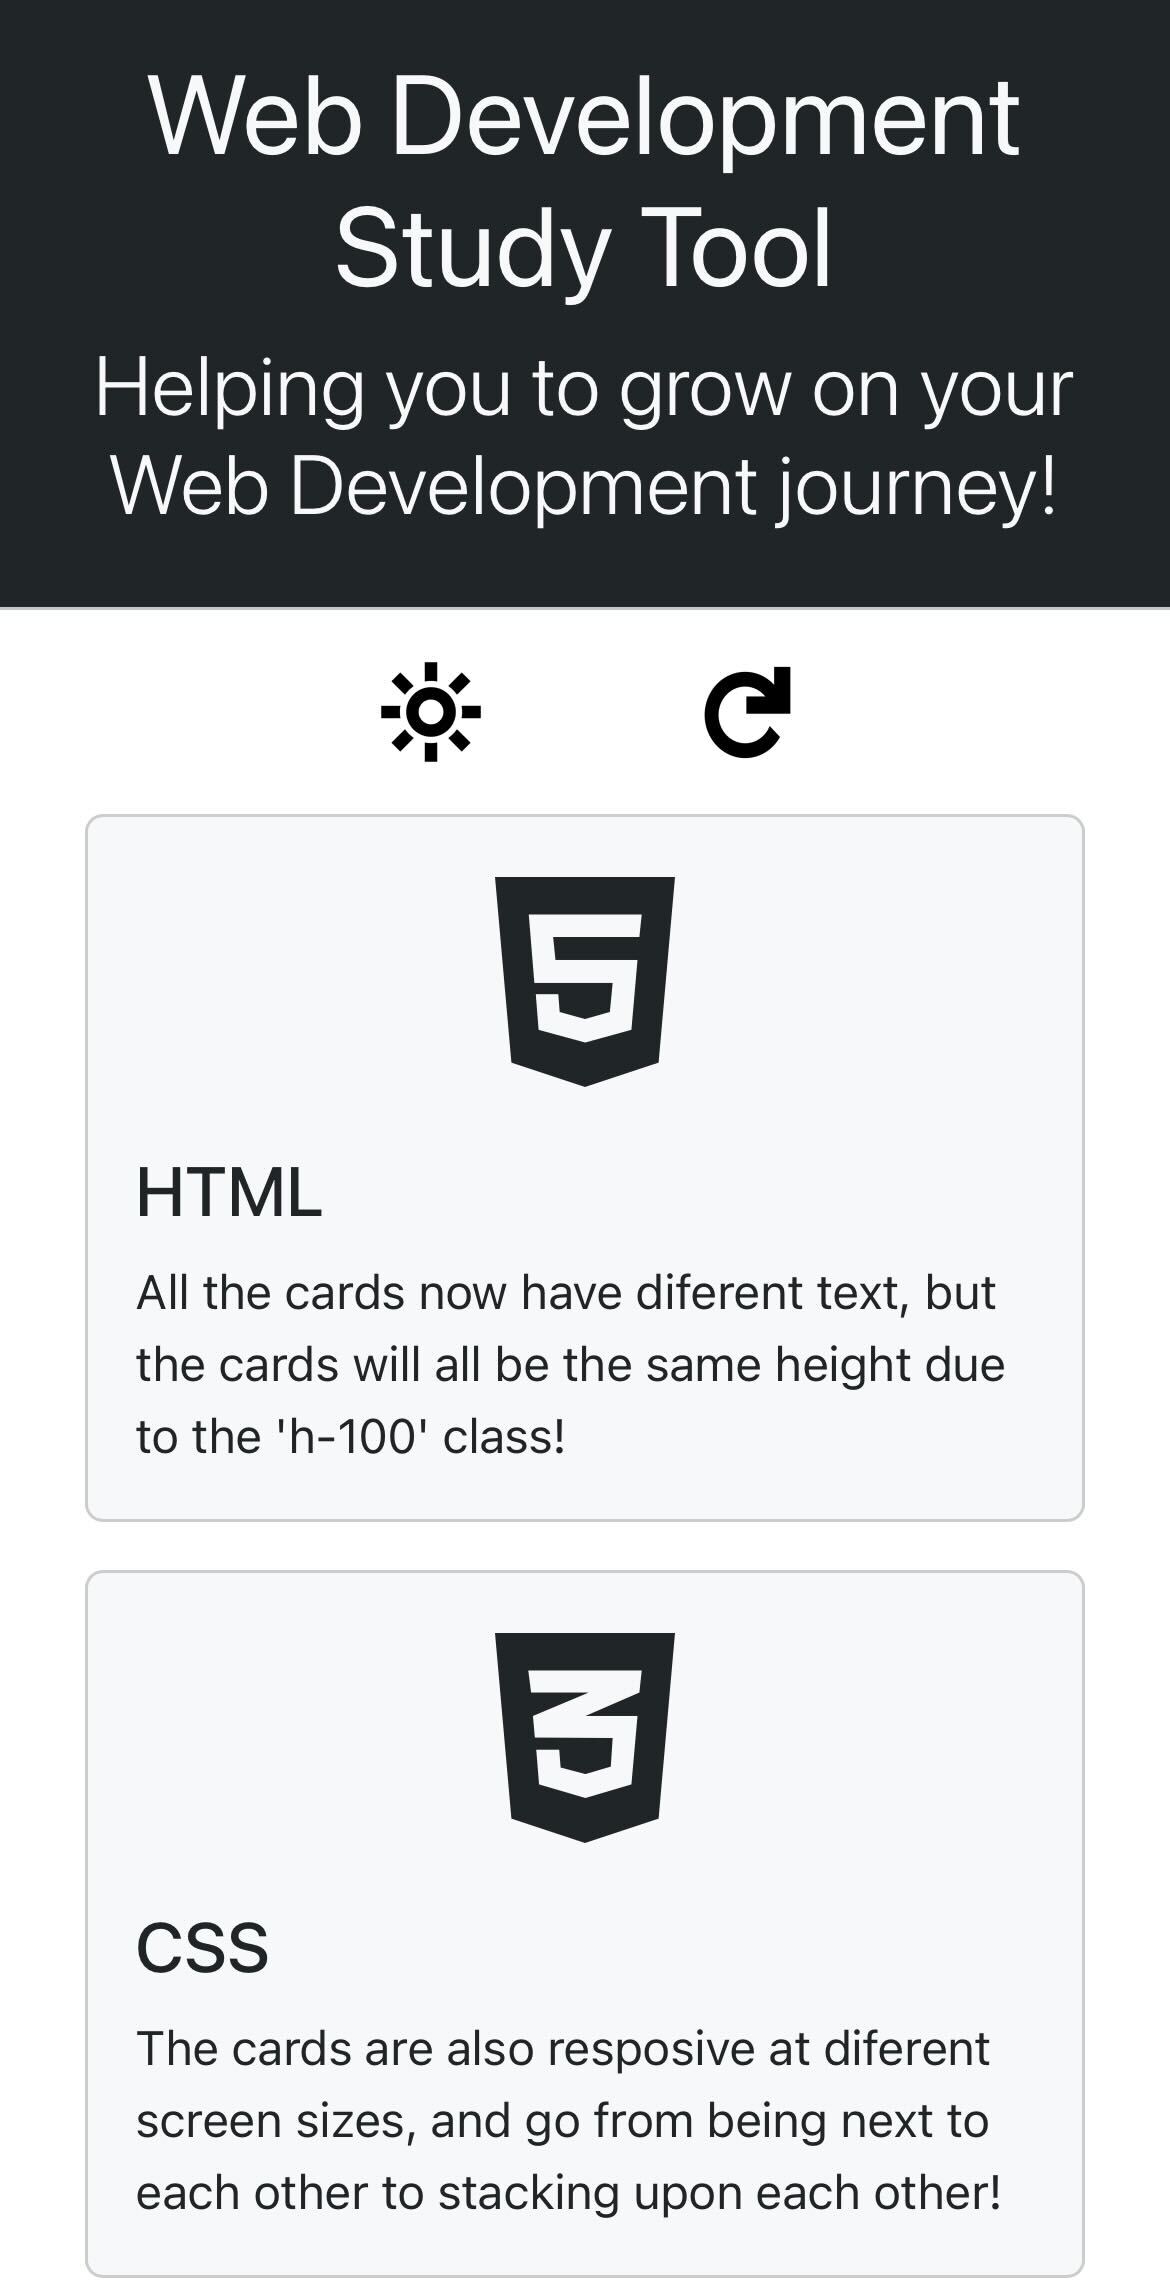 Web Development
Study Tool
Helping you to grow on your
Web Development journey!
5
HTML
All the cards now have diferent text, but
the cards will all be the same height due
to the 'h-100' class!
3
CSS
The cards are also resposive at diferent
screen sizes, and go from being next to
each other to stacking upon each other!